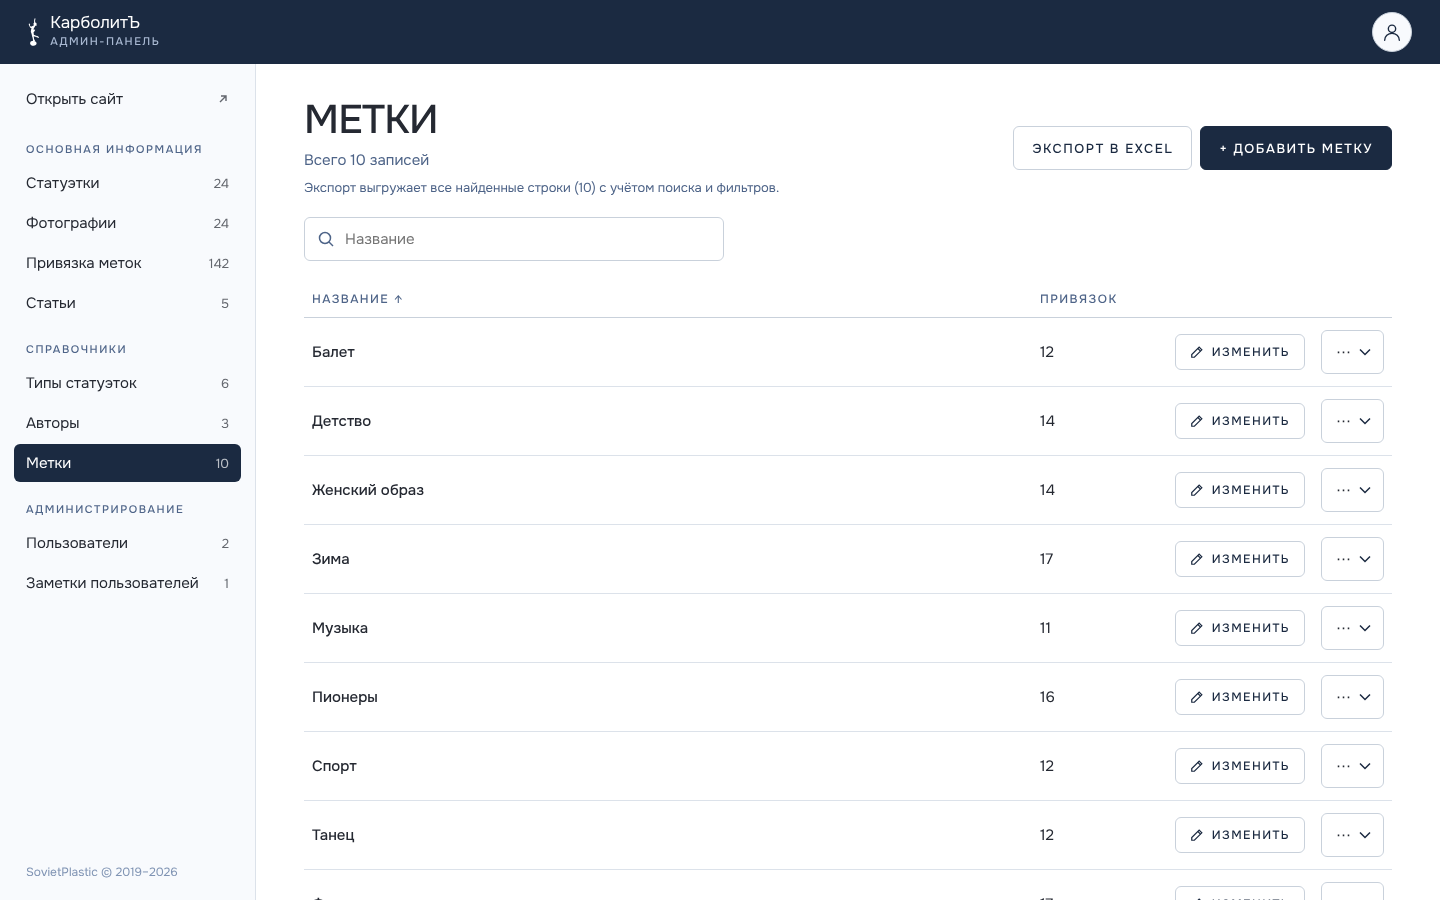 КарболитЪ
АДМИН-ПАНЕЛЬ
Открыть сайт
ОСНОВНАЯ ИНФОРМАЦИЯ
Статуэтки 24
Фотографии 24
Привязка меток 142
Статьи 5
СПРАВОЧНИКИ
Типы статуэток 6
Авторы 3
Метки 10
АДМИНИСТРИРОВАНИЕ
Пользователи 2
Заметки пользователей 1
SovietPlastic © 2019–2026
МЕТКИ
Всего 10 записей
Экспорт выгружает все найденные строки (10) с учётом поиска и фильтров.
ЭКСПОРТ В EXCEL
+ ДОБАВИТЬ МЕТКУ
Название
НАЗВАНИЕ ↑ ПРИВЯЗОК
Балет 12 ИЗМЕНИТЬ ...
Детство 14 ИЗМЕНИТЬ ...
Женский образ 14 ИЗМЕНИТЬ ...
Зима 17 ИЗМЕНИТЬ ...
Музыка 11 ИЗМЕНИТЬ ...
Пионеры 16 ИЗМЕНИТЬ ...
Спорт 12 ИЗМЕНИТЬ ...
Танец 12 ИЗМЕНИТЬ ...